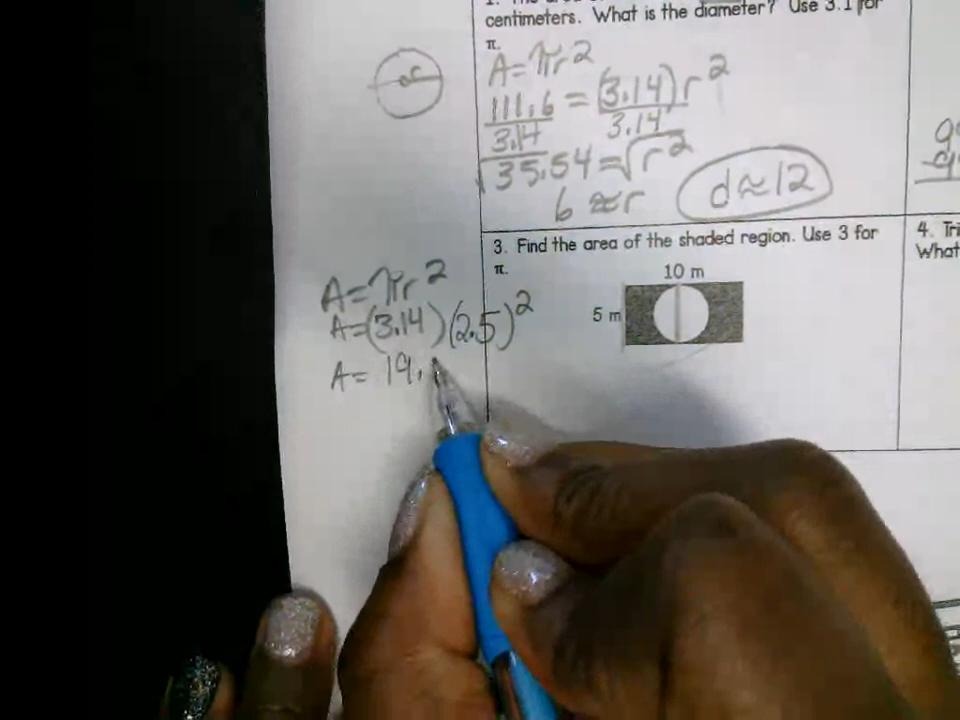 centimeters. What is the diameter? Use 3.1 for
π.
A = πr²
111.6 = (3.14) r²
3.14 3.14
√35.54 = √r²
6 ≈ r
d ≈ 12
r
3. Find the area of the shaded region. Use 3 for
π.
10 m
5 m
A = πr²
A = (3.14)(2.5)²
A = 19.
4. Tri
What